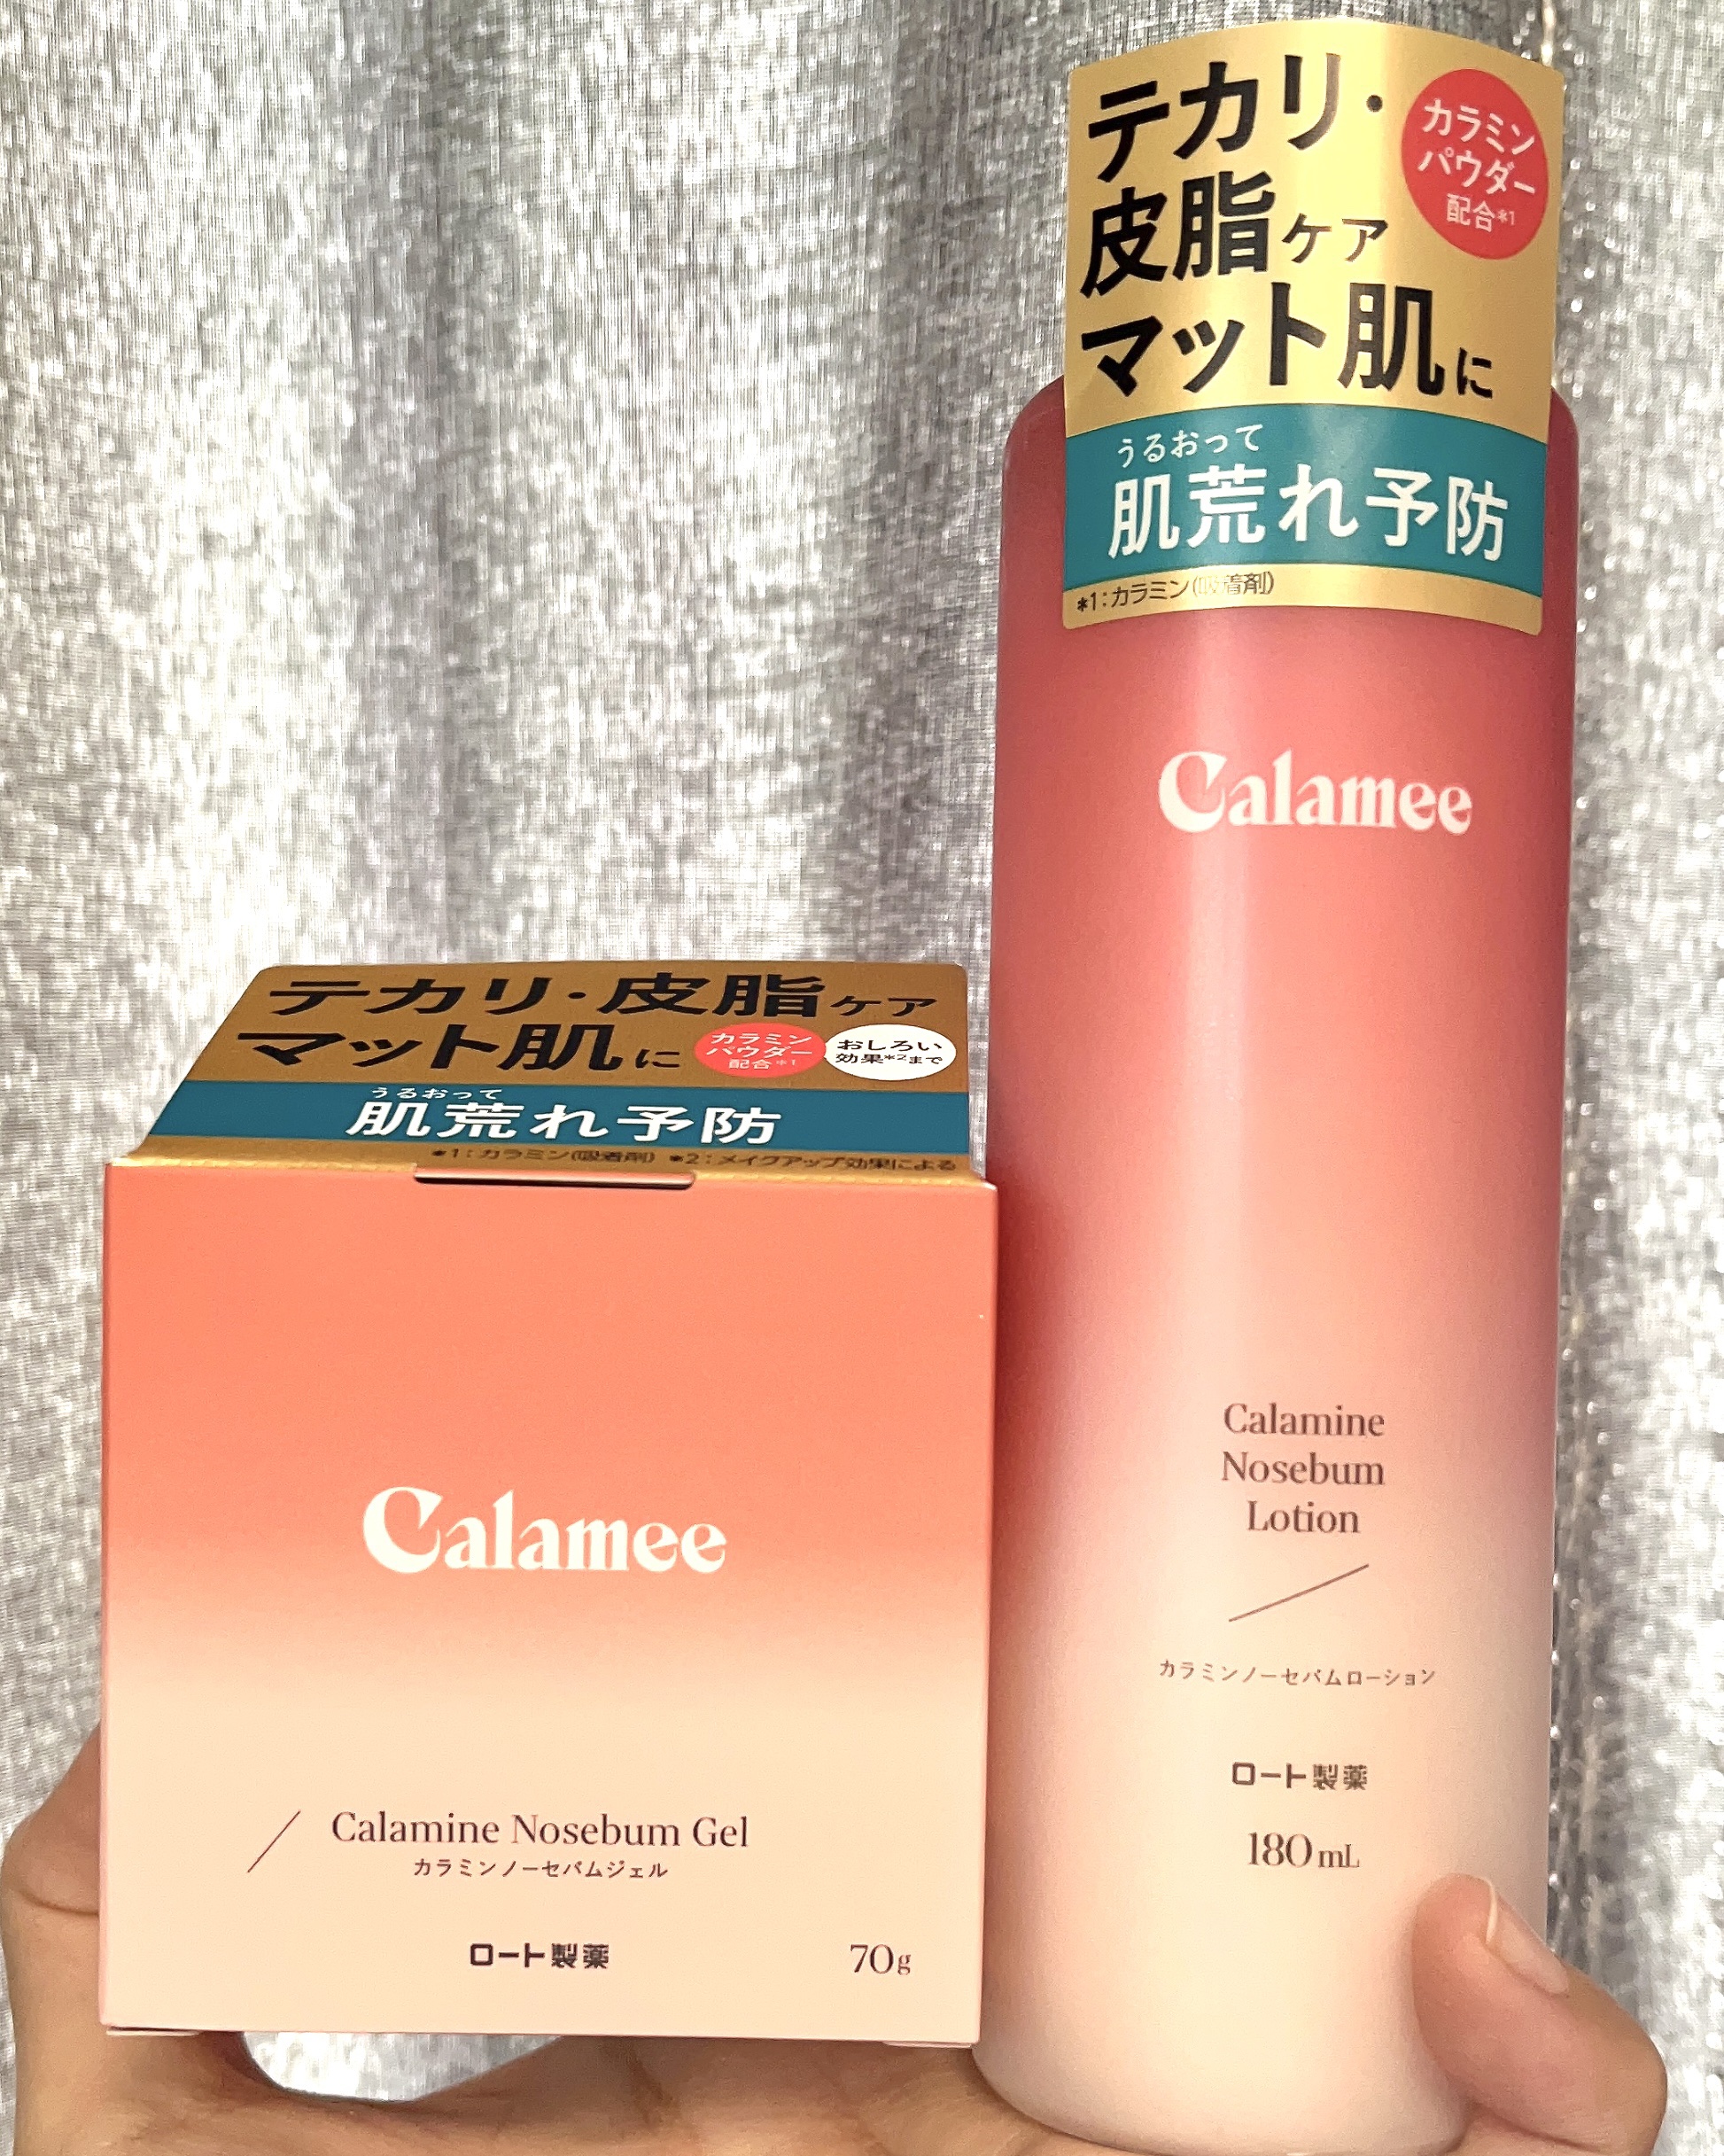 テカリ・
皮脂ケア
マット肌に
カラミン
パウダー
配合*1
うるおって
肌荒れ予防
*1:カラミン(吸着剤)
Calamee
Calamine
Nosebum
Lotion
カラミンノーセバムローション
ロート製薬
180mL
テカリ・皮脂ケア
マット肌に
カラミン
パウダー
配合*1
おしろい
効果*2まで
うるおって
肌荒れ予防
*1:カラミン(吸着剤) *2:メイクアップ効果による
Calamee
Calamine Nosebum Gel
カラミンノーセバムジェル
ロート製薬
70g